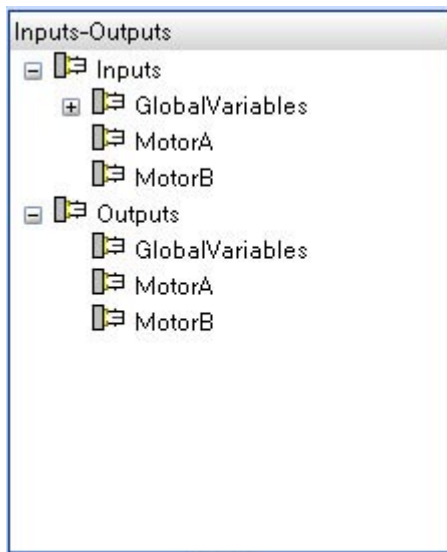 Inputs-Outputs
Inputs
GlobalVariables
MotorA
MotorB
Outputs
GlobalVariables
MotorA
MotorB